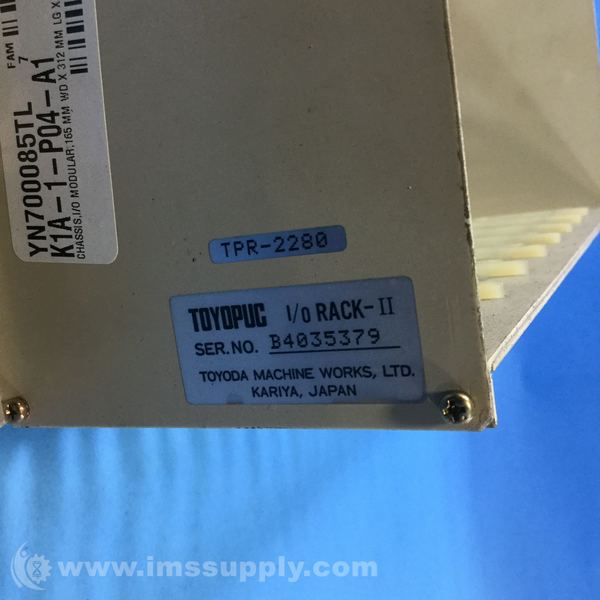 FAM
7
YN700085TL
K1A-1-P04-A1
CHASSIS,I/O MODULAR,165 MM WD X 312 MM LG X
TPR-2280
TOYOPUC I/O RACK-II
SER.NO. B4035379
TOYODA MACHINE WORKS, LTD.
KARIYA, JAPAN
www.imssupply.com